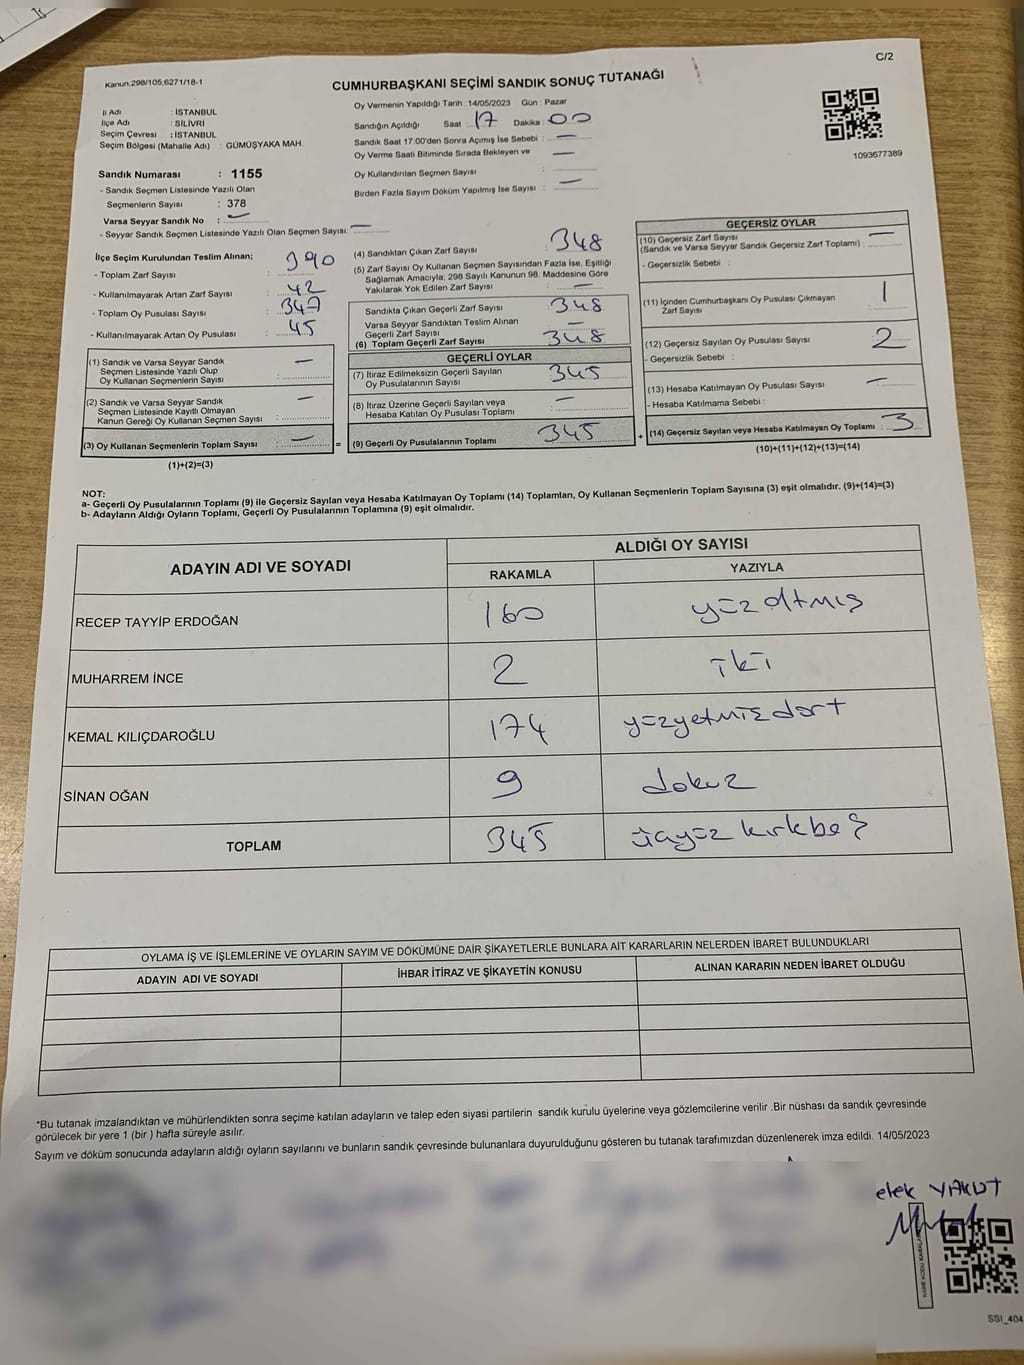 C/2
Kanun:298/105;6271/18-1
CUMHURBAŞKANI SEÇİMİ SANDIK SONUÇ TUTANAĞI
İl Adı : İSTANBUL
İlçe Adı : SİLİVRİ
Seçim Çevresi : İSTANBUL
Seçim Bölgesi (Mahalle Adı) : GÜMÜŞYAKA MAH.
Oy Vermenin Yapıldığı Tarih : 14/05/2023 Gün : Pazar
Sandığın Açıldığı Saat : 17 Dakika : 00
Sandık Saat 17.00'den Sonra Açımış İse Sebebi : —
Oy Verme Saati Bitiminde Sırada Bekleyen ve —
Oy Kullandırılan Seçmen Sayısı :
Birden Fazla Sayım Döküm Yapılmış İse Sayısı : —
1093677389
Sandık Numarası : 1155
- Sandık Seçmen Listesinde Yazılı Olan
Seçmenlerin Sayısı : 378
Varsa Seyyar Sandık No : —
- Seyyar Sandık Seçmen Listesinde Yazılı Olan Seçmen Sayısı: —
İlçe Seçim Kurulundan Teslim Alınan;
- Toplam Zarf Sayısı : 390
- Kullanılmayarak Artan Zarf Sayısı : 42
- Toplam Oy Pusulası Sayısı :
- Kullanılmayarak Artan Oy Pusulası : 45
(1) Sandık ve Varsa Seyyar Sandık —
Seçmen Listesinde Yazılı Olup
Oy Kullanan Seçmenlerin Sayısı :
(2) Sandık ve Varsa Seyyar Sandık —
Seçmen Listesinde Kayıtlı Olmayan
Kanun Gereği Oy Kullanan Seçmen Sayısı :
(3) Oy Kullanan Seçmenlerin Toplam Sayısı : — =
(1)+(2)=(3)
(4) Sandıktan Çıkan Zarf Sayısı : 348
(5) Zarf Sayısı Oy Kullanan Seçmen Sayısından Fazla İse, Eşitliği
Sağlamak Amacıyla, 298 Sayılı Kanunun 98. Maddesine Göre
Yakılarak Yok Edilen Zarf Sayısı : —
Sandıkta Çıkan Geçerli Zarf Sayısı : 348
Varsa Seyyar Sandıktan Teslim Alınan
Geçerli Zarf Sayısı : —
(6) Toplam Geçerli Zarf Sayısı : 348
GEÇERLİ OYLAR
(7) İtiraz Edilmeksizin Geçerli Sayılan
Oy Pusulalarının Sayısı : 345
(8) İtiraz Üzerine Geçerli Sayılan veya
Hesaba Katılan Oy Pusulası Toplamı : —
(9) Geçerli Oy Pusulalarının Toplamı : 345 +
GEÇERSİZ OYLAR
(10) Geçersiz Zarf Sayısı —
(Sandık ve Varsa Seyyar Sandık Geçersiz Zarf Toplamı) :
- Geçersizlik Sebebi :
(11) İçinden Cumhurbaşkanı Oy Pusulası Çıkmayan
Zarf Sayısı : 1
(12) Geçersiz Sayılan Oy Pusulası Sayısı : 2
- Geçersizlik Sebebi :
(13) Hesaba Katılmayan Oy Pusulası Sayısı : —
- Hesaba Katılmama Sebebi :
(14) Geçersiz Sayılan veya Hesaba Katılmayan Oy Toplamı : 3
(10)+(11)+(12)+(13)=(14)
NOT:
a- Geçerli Oy Pusulalarının Toplamı (9) ile Geçersiz Sayılan veya Hesaba Katılmayan Oy Toplamı (14) Toplamları, Oy Kullanan Seçmenlerin Toplam Sayısına (3) eşit olmalıdır. (9)+(14)=(3)
b- Adayların Aldığı Oyların Toplamı, Geçerli Oy Pusulalarının Toplamına (9) eşit olmalıdır.
ADAYIN ADI VE SOYADI ALDIĞI OY SAYISI
RAKAMLA YAZIYLA
RECEP TAYYİP ERDOĞAN 160 yüz altmış
MUHARREM İNCE 2 iki
KEMAL KILIÇDAROĞLU 174 yüzyetmiş dört
SİNAN OĞAN 9 dokuz
TOPLAM 345 üçyüz kırkbeş
OYLAMA İŞ VE İŞLEMLERİNE VE OYLARIN SAYIM VE DÖKÜMÜNE DAİR ŞİKAYETLERLE BUNLARA AİT KARARLARIN NELERDEN İBARET BULUNDUKLARI
ADAYIN ADI VE SOYADI İHBAR İTİRAZ VE ŞİKAYETİN KONUSU ALINAN KARARIN NEDEN İBARET OLDUĞU
*Bu tutanak imzalandıktan ve mühürlendikten sonra seçime katılan adayların ve talep eden siyasi partilerin sandık kurulu üyelerine veya gözlemcilerine verilir .Bir nüshası da sandık çevresinde
görülecek bir yere 1 (bir ) hafta süreyle asılır.
Sayım ve döküm sonucunda adayların aldığı oyların sayılarını ve bunların sandık çevresinde bulunanlara duyurulduğunu gösteren bu tutanak tarafımızdan düzenlenerek imza edildi. 14/05/2023
elek YAKUT
KARE KODU KARALA
SSI_404